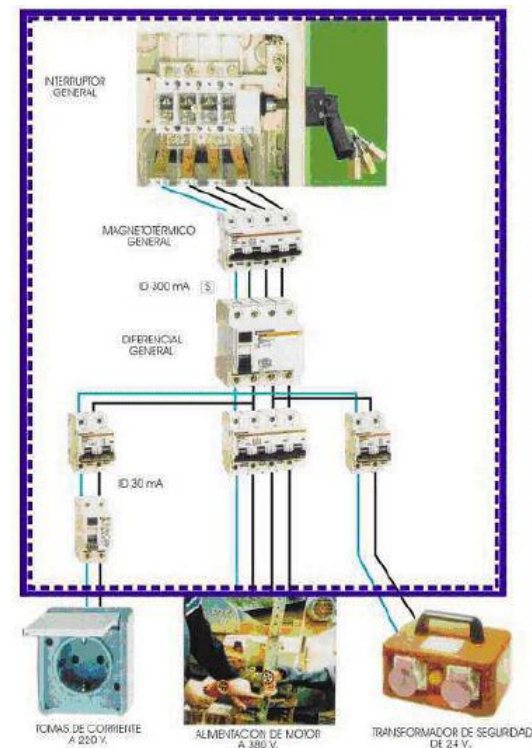 INTERRUPTOR
GENERAL
MAGNETOTÉRMICO
GENERAL
ID 300 mA S
DIFERENCIAL
GENERAL
ID 30 mA
TOMAS DE CORRIENTE
A 220 V.
ALIMENTACION DE MOTOR
A 380 V.
TRANSFORMADOR DE SEGURIDAD
DE 24 V.